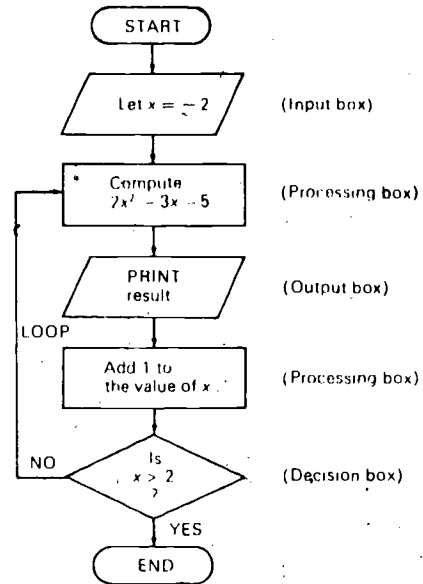 START
Let x = - 2
(Input box)
Compute
2x² - 3x - 5
(Processing box)
PRINT
result
(Output box)
LOOP
Add 1 to
the value of x
(Processing box)
Is
x > 2
?
(Decision box)
NO
YES
END